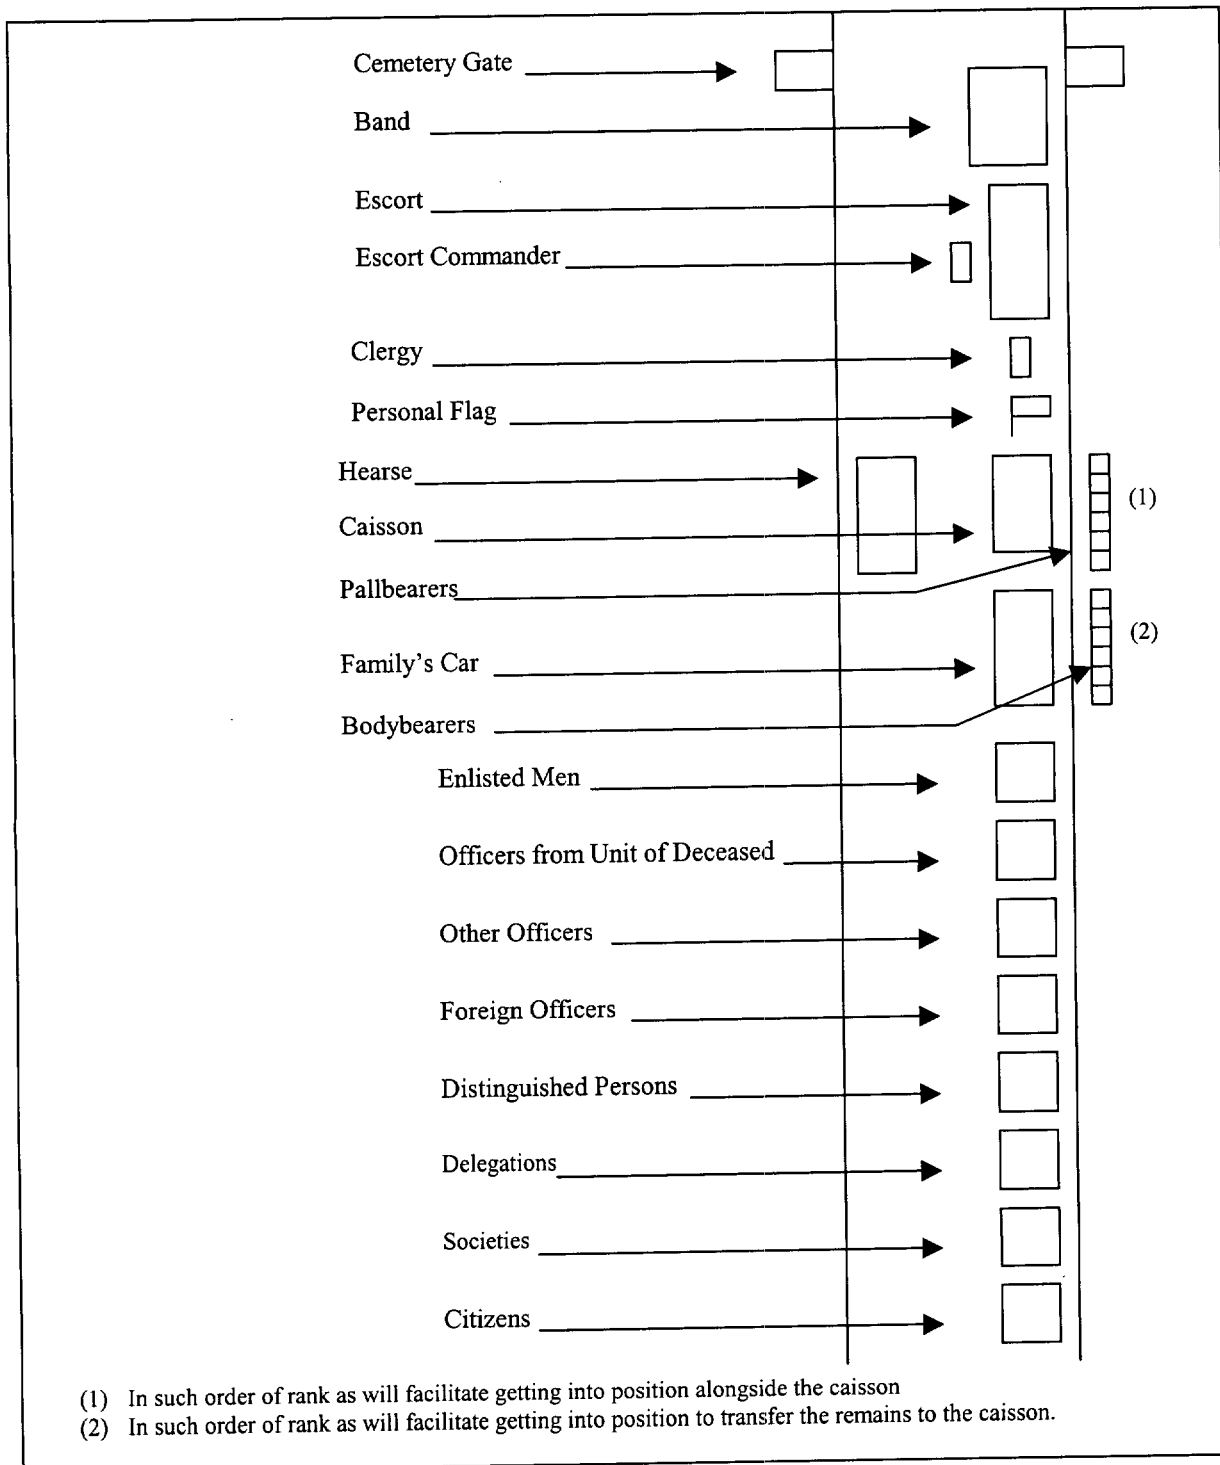 Cemetery Gate
Band
Escort
Escort Commander
Clergy
Personal Flag
Hearse
Caisson
(1)
Pallbearers
(2)
Family's Car
Bodybearers
Enlisted Men
Officers from Unit of Deceased
Other Officers
Foreign Officers
Distinguished Persons
Delegations
Societies
Citizens
(1) In such order of rank as will facilitate getting into position alongside the caisson
(2) In such order of rank as will facilitate getting into position to transfer the remains to the caisson.